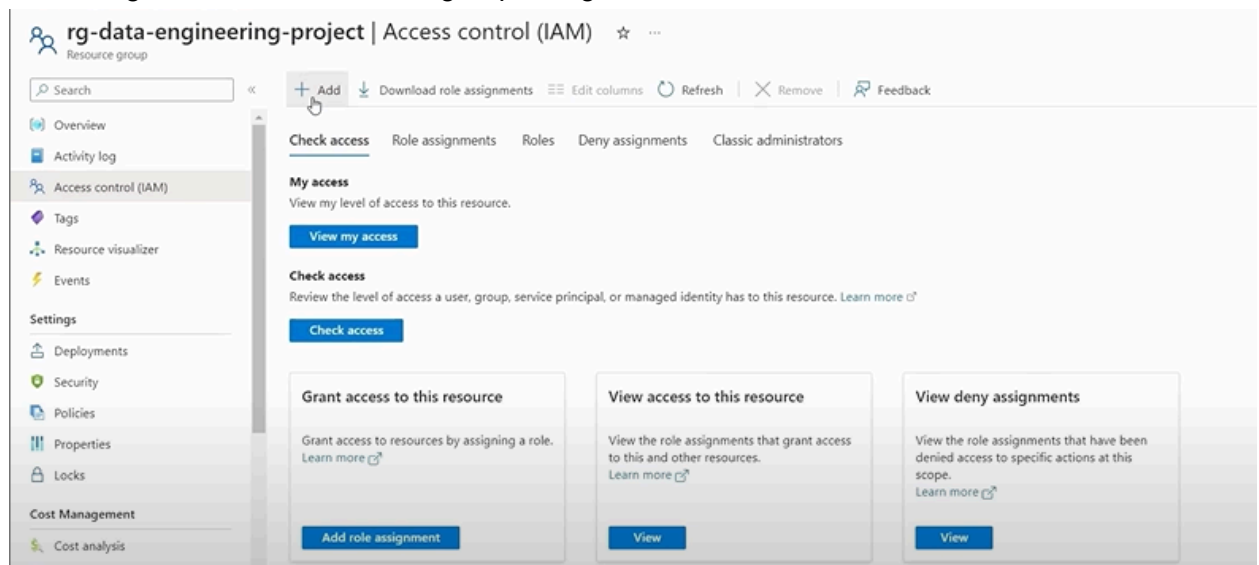 rg-data-engineering-project | Access control (IAM) ☆ ...
Resource group
Search «
+ Add Download role assignments Edit columns Refresh Remove Feedback
Overview
Activity log
Access control (IAM)
Tags
Resource visualizer
Events
Settings
Deployments
Security
Policies
Properties
Locks
Cost Management
Cost analysis
Check access Role assignments Roles Deny assignments Classic administrators
My access
View my level of access to this resource.
View my access
Check access
Review the level of access a user, group, service principal, or managed identity has to this resource. Learn more
Check access
Grant access to this resource
Grant access to resources by assigning a role.
Learn more
Add role assignment
View access to this resource
View the role assignments that grant access
to this and other resources.
Learn more
View
View deny assignments
View the role assignments that have been
denied access to specific actions at this
scope.
Learn more
View